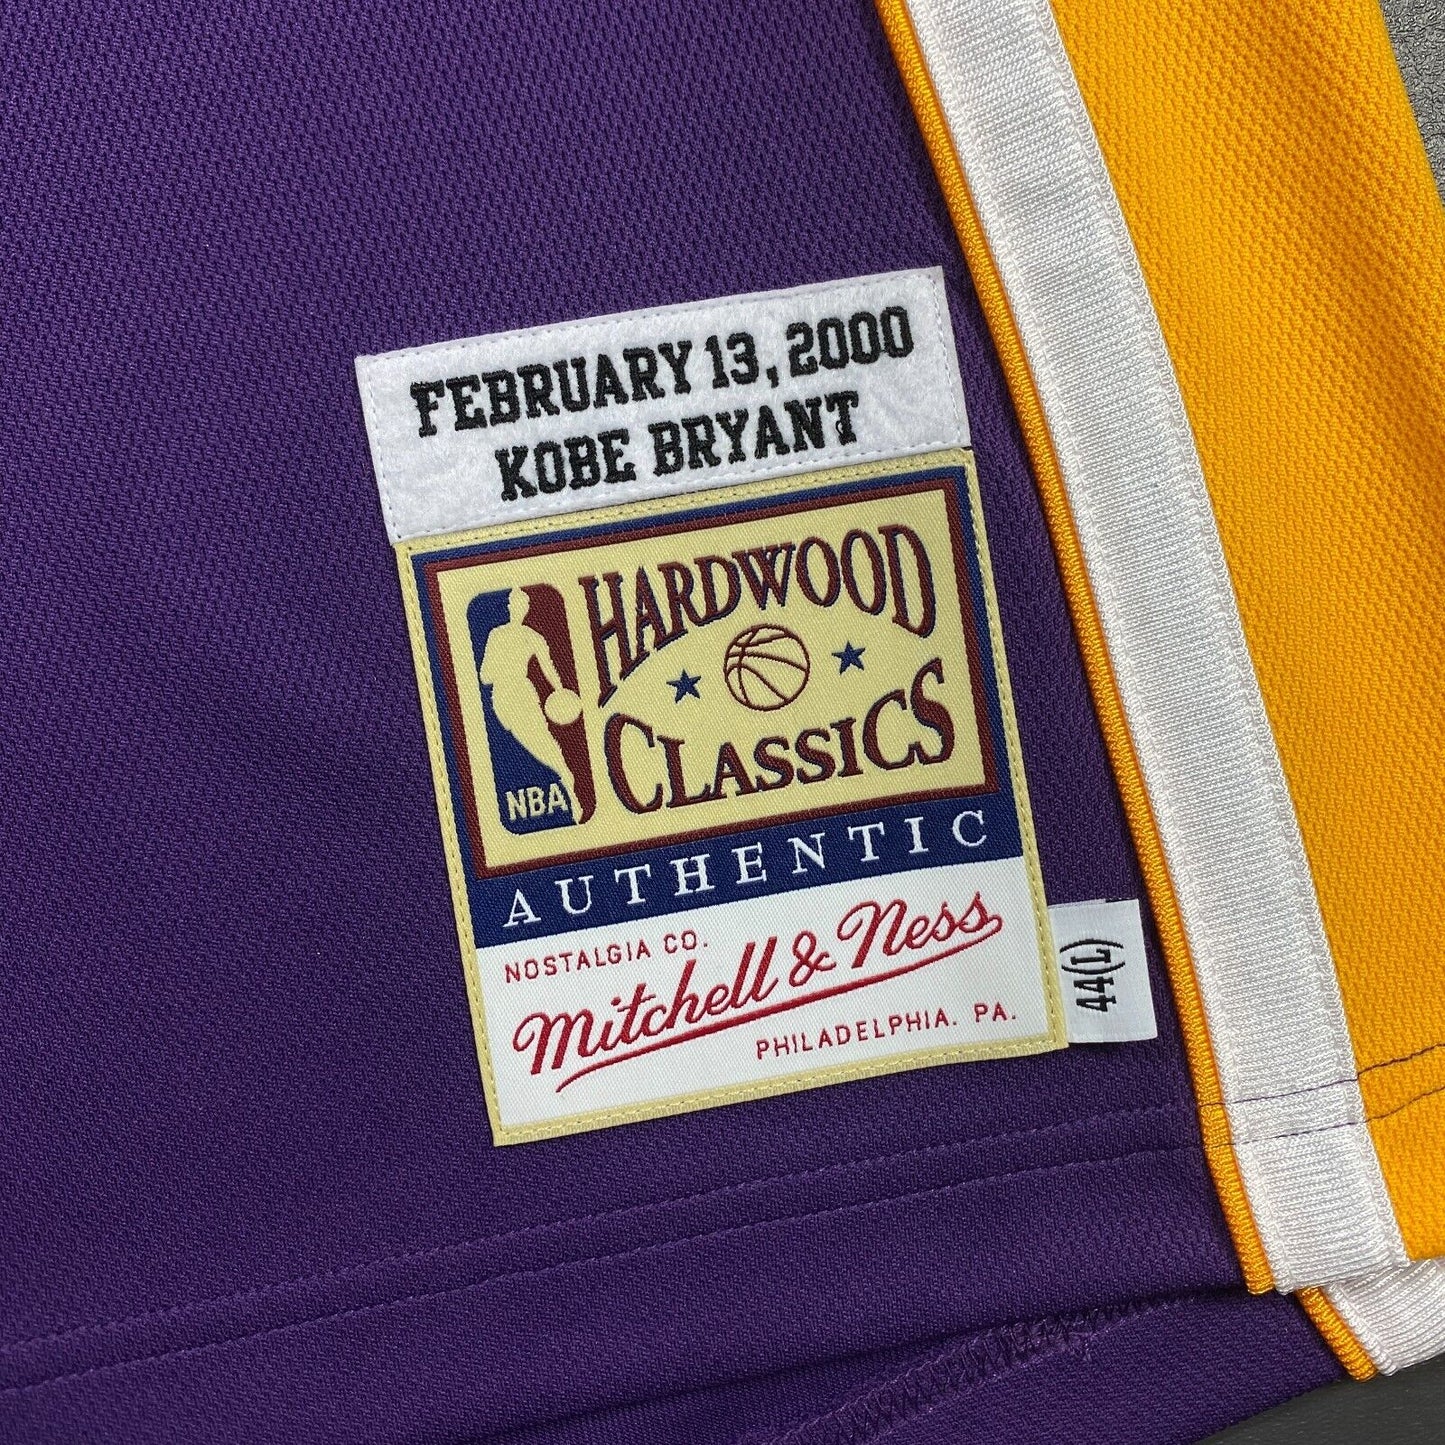 FEBRUARY 13, 2000
KOBE BRYANT
HARDWOOD
CLASSICS
NBA
AUTHENTIC
NOSTALGIA CO.
Mitchell & Ness
PHILADELPHIA. PA.
44(L)